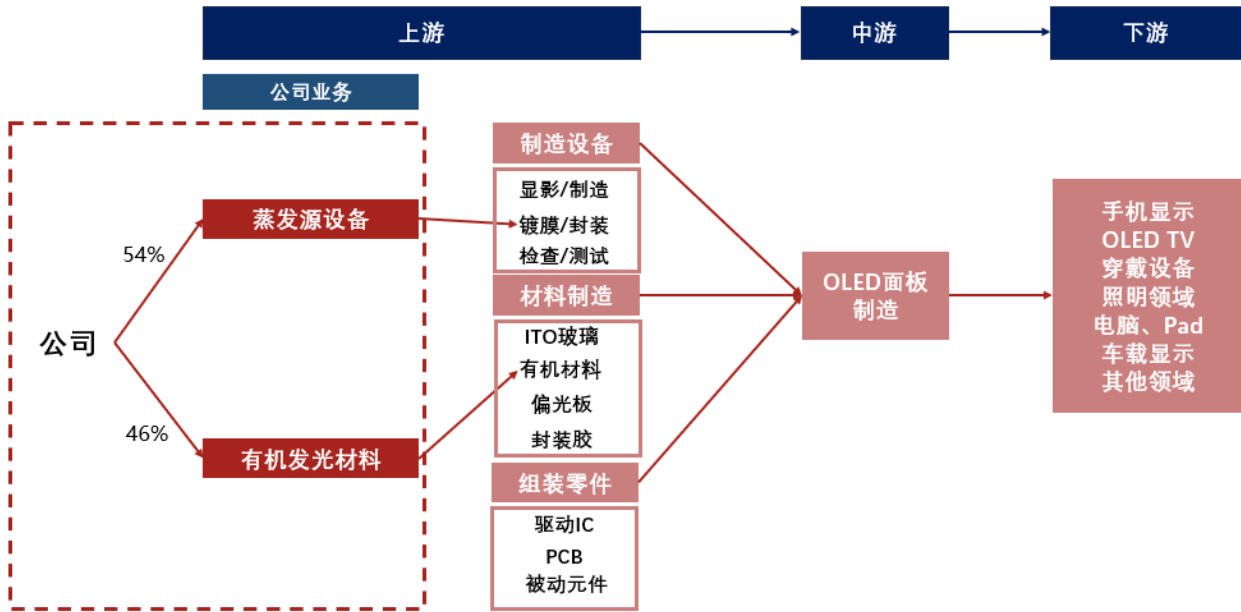 上游
中游
下游
公司业务
制造设备
显影/制造
镀膜/封装
检查/测试
蒸发源设备
54%
材料制造
OLED面板
制造
手机显示
OLED TV
穿戴设备
照明领域
电脑、Pad
车载显示
其他领域
公司
ITO玻璃
有机材料
偏光板
封装胶
46%
有机发光材料
组装零件
驱动IC
PCB
被动元件